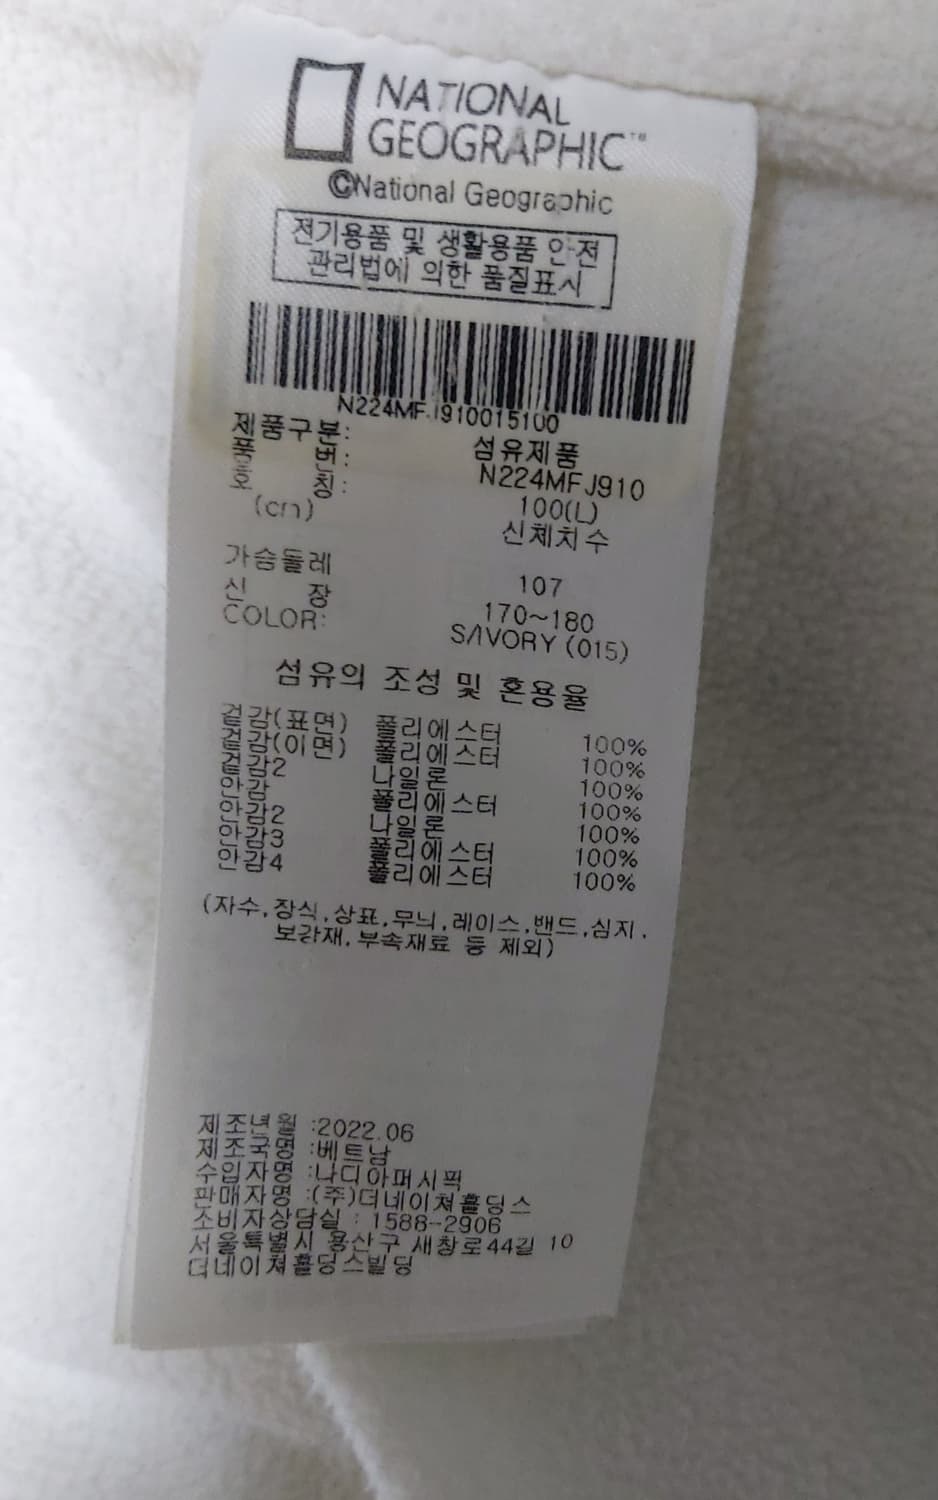 NATIONAL
GEOGRAPHIC™
©National Geographic
전기용품 및 생활용품 안전
관리법에 의한 품질표시
N224MFJ910015100
제품구분: 섬유제품
품 번: N224MFJ910
호 칭: 100(L)
(cm) 신체치수
가슴둘레 107
신 장 170~180
COLOR: SAVORY (015)
섬유의 조성 및 혼용율
겉감(표면) 폴리에스터 100%
겉감(이면) 폴리에스터 100%
겉감2 나일론 100%
안감 폴리에스터 100%
안감2 나일론 100%
안감3 폴리에스터 100%
안감4 폴리에스터 100%
(자수,장식,상표,무늬,레이스,밴드,심지,
보강재,부속재료 등 제외)
제조년월 :2022.06
제조국명 :베트남
수입자명 :나디아퍼시픽
판매자명 :(주)더네이쳐홀딩스
소비자상담실 : 1588-2906
서울특별시 용산구 새창로44길 10
더네이쳐홀딩스빌딩